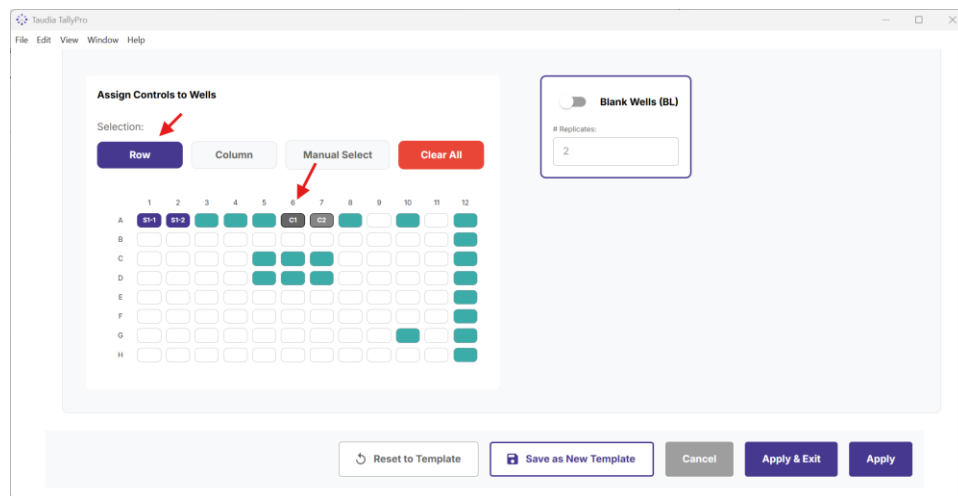 Taudia TallyPro
File Edit View Window Help
Assign Controls to Wells
Selection:
Row Column Manual Select Clear All
1 2 3 4 5 6 7 8 9 10 11 12
A S1-1 S1-2 C1 C2
B
C
D
E
F
G
H
Blank Wells (BL)
# Replicates:
2
Reset to Template Save as New Template Cancel Apply & Exit Apply